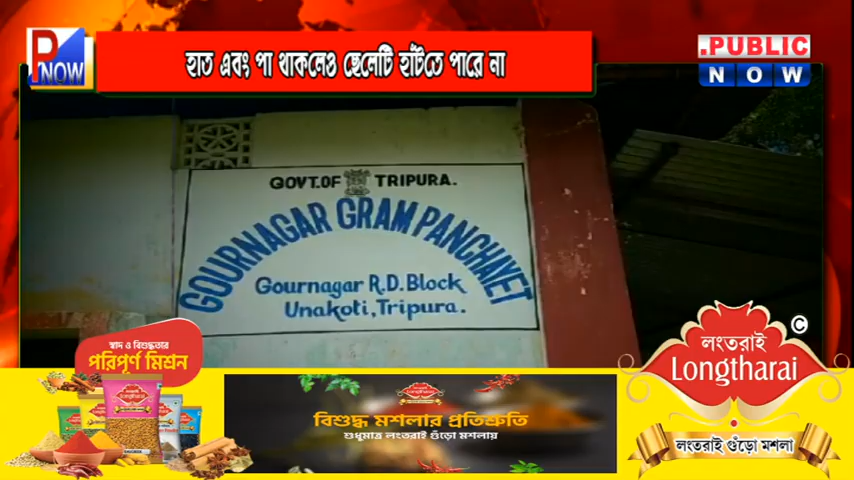 P NOW
হাত এবং পা থাকলেও ছেলেটি হাঁটতে পারে না
.PUBLIC
NOW
GOVT.OF TRIPURA.
GOURNAGAR GRAM PANCHAYET
Gournagar R.D.Block
Unakoti,Tripura.
স্বাদ ও বিশুদ্ধতার
পরিপূর্ণ মিশ্রন
Longtharai
বিশুদ্ধ মশলার প্রতিশ্রুতি
শুধুমাত্র লংতরাই গুঁড়ো মশলায়
©
লংতরাই
Longtharai
লংতরাই গুঁড়ো মশলা